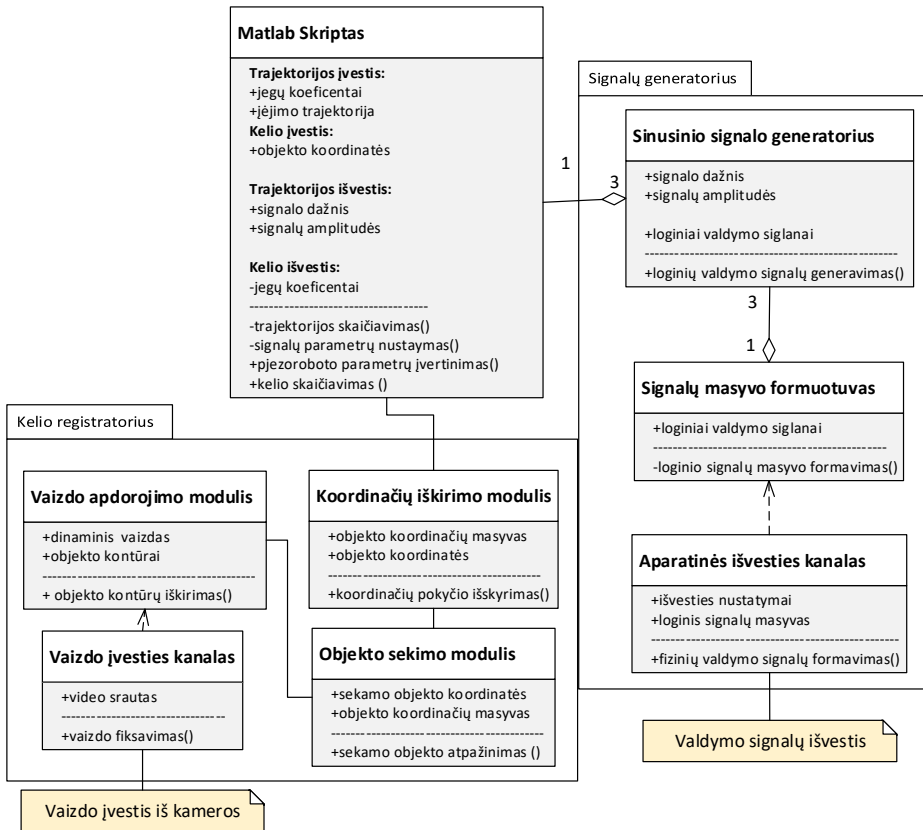 Matlab Skriptas
Trajektorijos įvestis:
+jegų koeficentai
+įėjimo trajektorija
Kelio įvestis:
+objekto koordinatės
Trajektorijos išvestis:
+signalo dažnis
+signalų amplitudės
Kelio išvestis:
-jegų koeficentai
-----------------------------------
-trajektorijos skaičiavimas()
-signalų parametrų nustaymas()
+pjezoroboto parametrų įvertinimas()
+kelio skaičiavimas ()
1
3
Signalų generatorius
Sinusinio signalo generatorius
+signalo dažnis
+signalų amplitudės
+loginiai valdymo siglanai
--------------------------------------------------
+loginių valdymo signalų generavimas()
3
1
Signalų masyvo formuotuvas
+loginiai valdymo siglanai
----------------------------------------------
-loginio signalų masyvo formavimas()
Aparatinės išvesties kanalas
+išvesties nustatymai
+loginis signalų masyvas
-------------------------------------------------
+fizinių valdymo signalų formavimas()
Valdymo signalų išvestis
Kelio registratorius
Vaizdo apdorojimo modulis
+dinaminis vaizdas
+objekto kontūrai
------------------------------------------
+ objekto kontūrų iškirimas()
Koordinačių iškirimo modulis
+objekto koordinačių masyvas
+objekto koordinatės
------------------------------------------
+koordinačių pokyčio išskyrimas()
Vaizdo įvesties kanalas
+video srautas
--------------------------------
+vaizdo fiksavimas()
Objekto sekimo modulis
+sekamo objekto koordinatės
+objekto koordinačių masyvas
------------------------------------------
+sekamo objekto atpažinimas ()
Vaizdo įvestis iš kameros